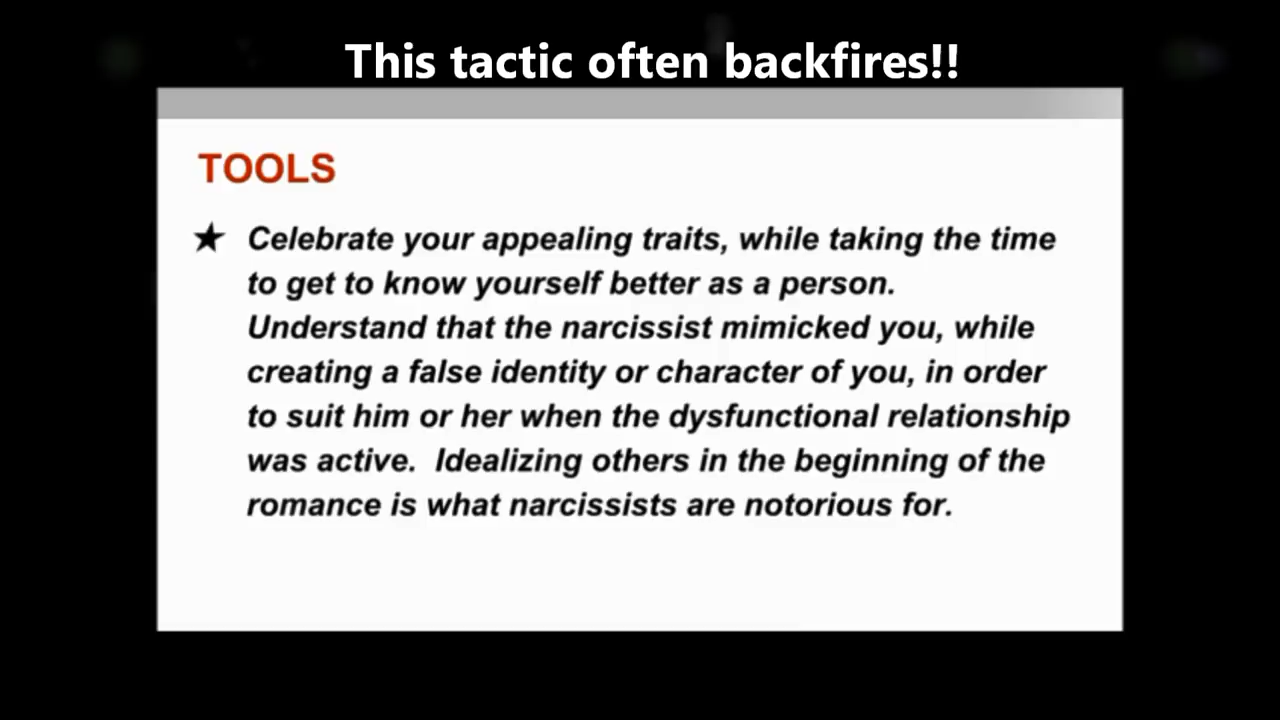 This tactic often backfires!!
TOOLS
★ Celebrate your appealing traits, while taking the time
to get to know yourself better as a person.
Understand that the narcissist mimicked you, while
creating a false identity or character of you, in order
to suit him or her when the dysfunctional relationship
was active.  Idealizing others in the beginning of the
romance is what narcissists are notorious for.